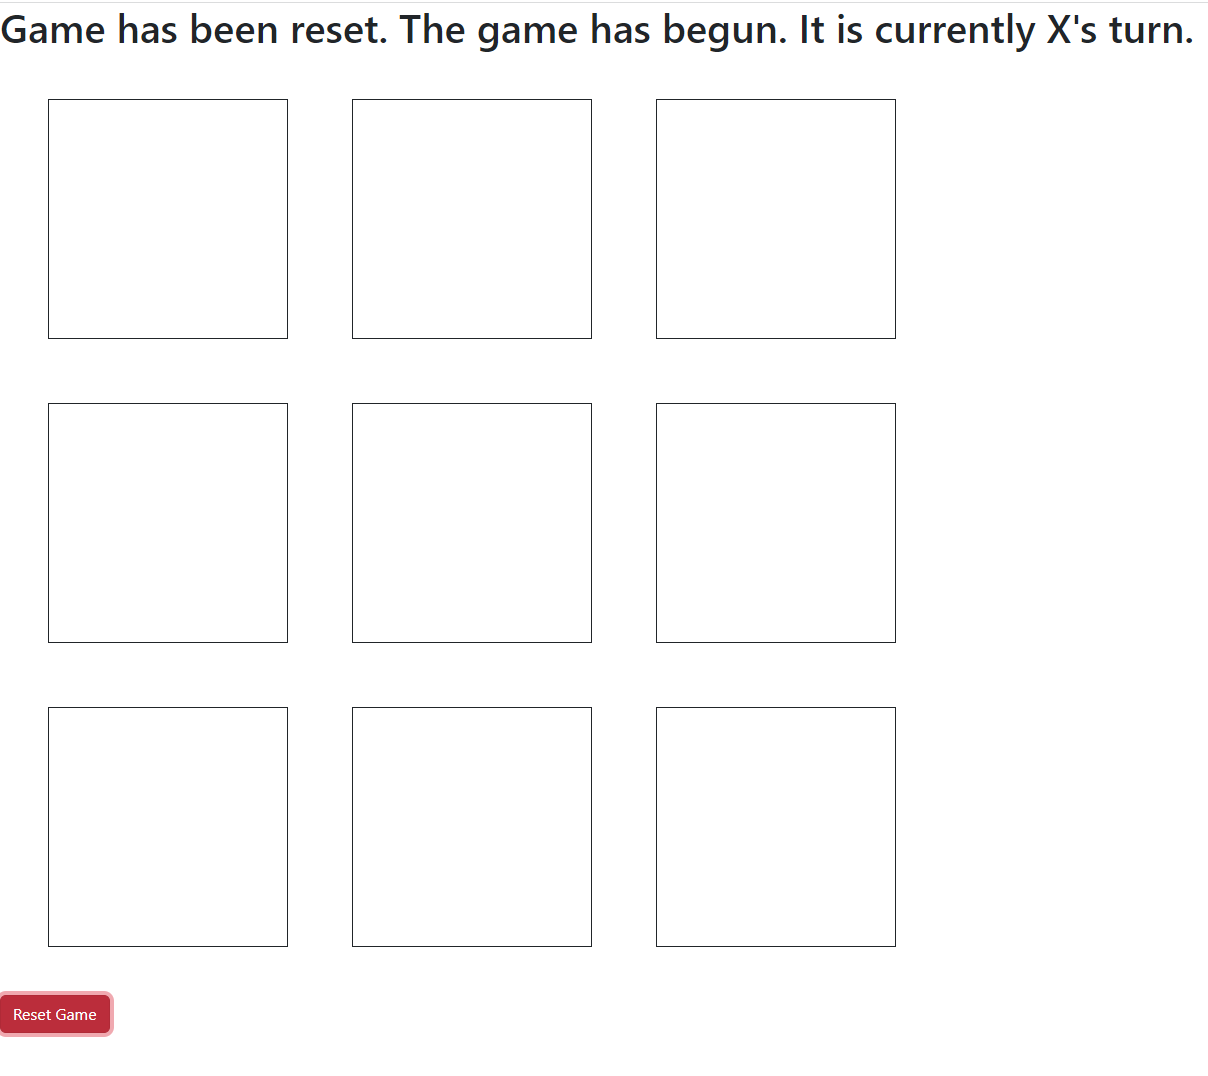 Game has been reset. The game has begun. It is currently X's turn.
Reset Game